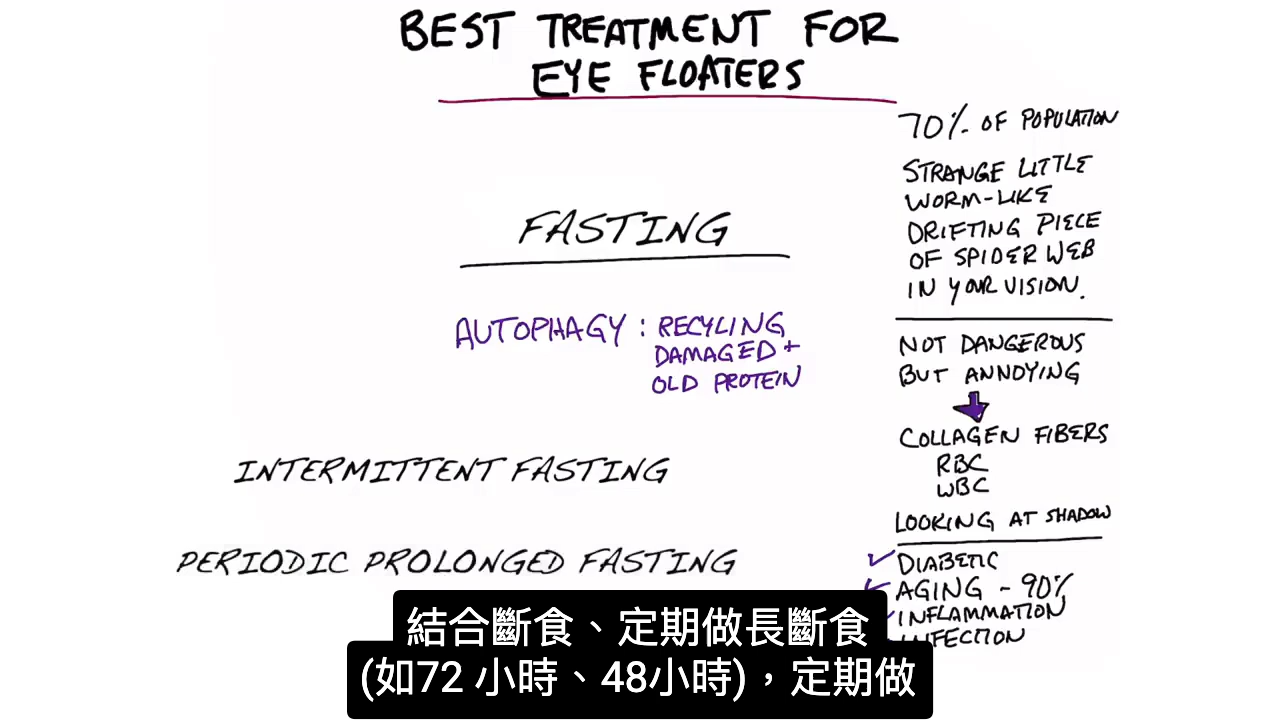 BEST TREATMENT FOR
EYE FLOATERS
FASTING
AUTOPHAGY : RECYLING
DAMAGED +
OLD PROTEIN
INTERMITTENT FASTING
PERIODIC PROLONGED FASTING
70% OF POPULATION
STRANGE LITTLE
WORM-LIKE
DRIFTING PIECE
OF SPIDER WEB
IN YOUR VISION.
NOT DANGEROUS
BUT ANNOYING
COLLAGEN FIBERS
RBC
WBC
LOOKING AT SHADOW
DIABETIC
AGING - 90%
INFLAMMATION
INFECTION
結合斷食、定期做長斷食
(如72 小時、48小時)，定期做